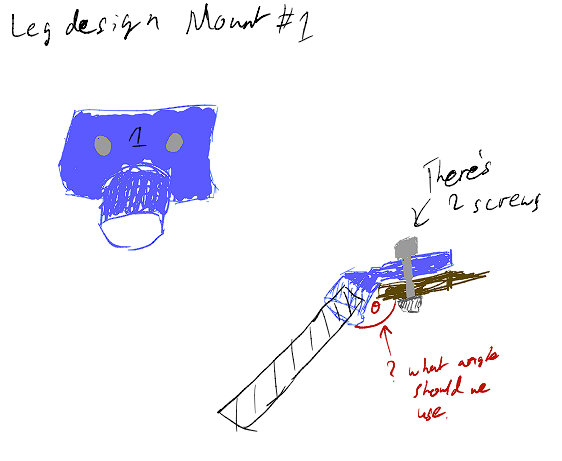 Leg design Mount #1
1
There's
2 screws
θ
? what angle
should we
use.